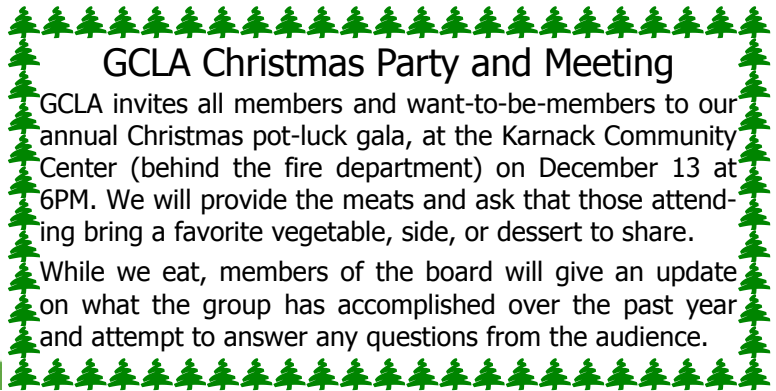 GCLA Christmas Party and Meeting
GCLA invites all members and want-to-be-members to our
annual Christmas pot-luck gala, at the Karnack Community
Center (behind the fire department) on December 13 at
6PM. We will provide the meats and ask that those attend-
ing bring a favorite vegetable, side, or dessert to share.
While we eat, members of the board will give an update
on what the group has accomplished over the past year
and attempt to answer any questions from the audience.